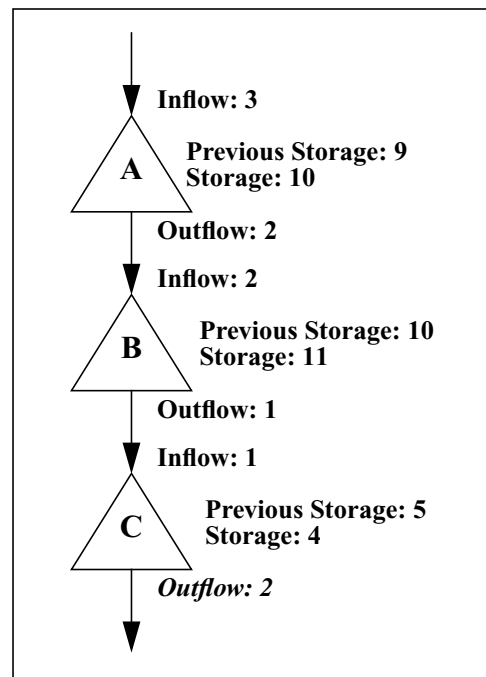 Inflow: 3
A
Previous Storage: 9
Storage: 10
Outflow: 2
Inflow: 2
B
Previous Storage: 10
Storage: 11
Outflow: 1
Inflow: 1
C
Previous Storage: 5
Storage: 4
Outflow: 2